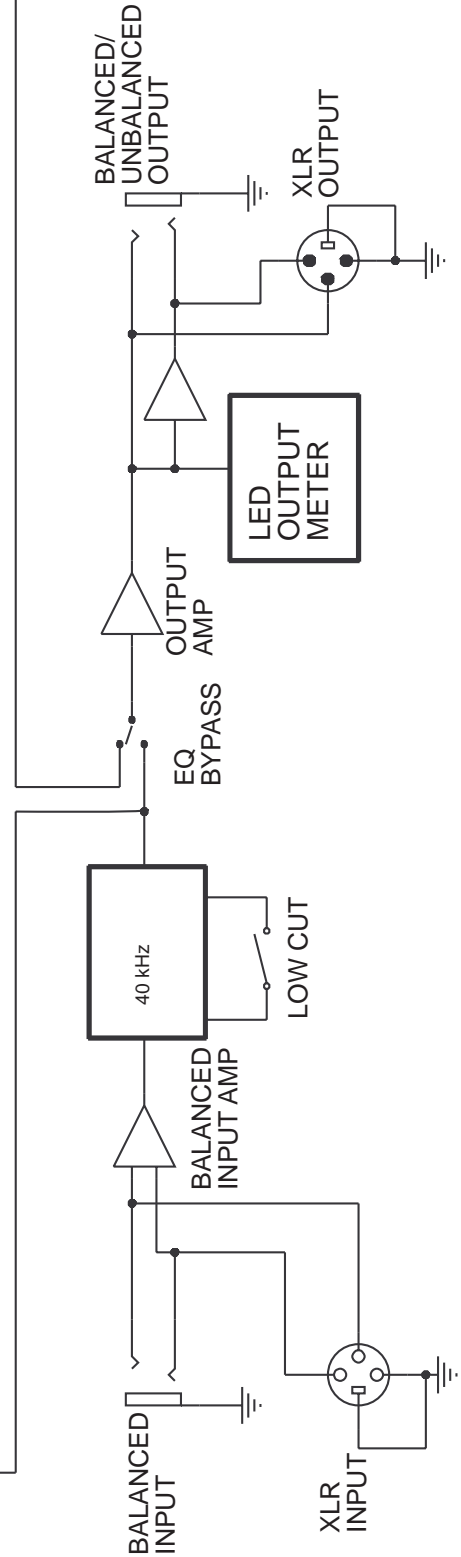 BALANCED
INPUT
XLR
INPUT
BALANCED
INPUT AMP
40 kHz
LOW CUT
EQ
BYPASS
OUTPUT
AMP
LED
OUTPUT
METER
BALANCED/
UNBALANCED
OUTPUT
XLR
OUTPUT